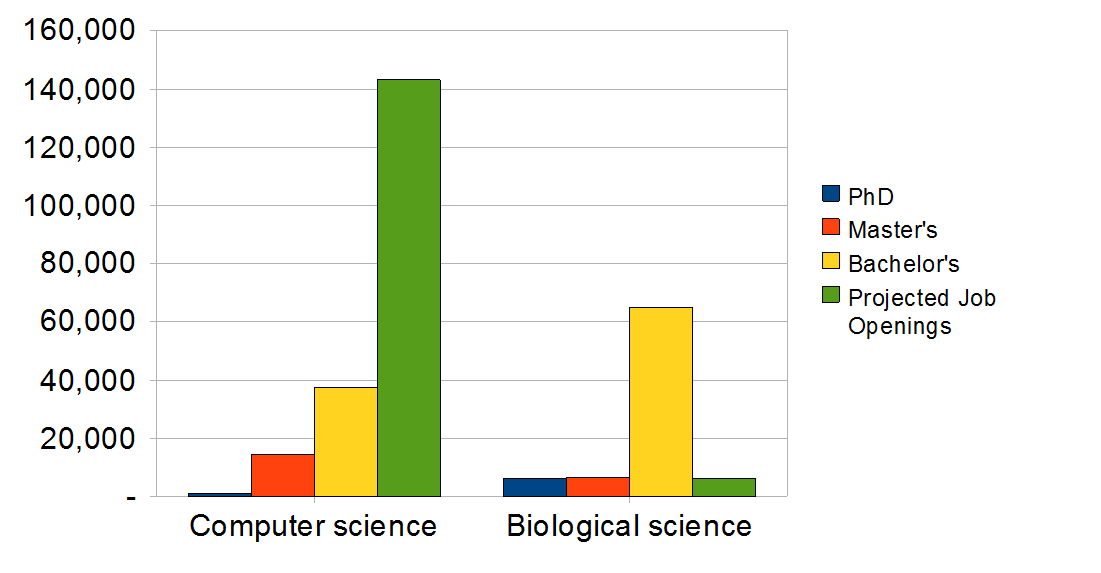 160,000
140,000
120,000
100,000
80,000
60,000
40,000
20,000
-
Computer science
Biological science
PhD
Master's
Bachelor's
Projected Job
Openings